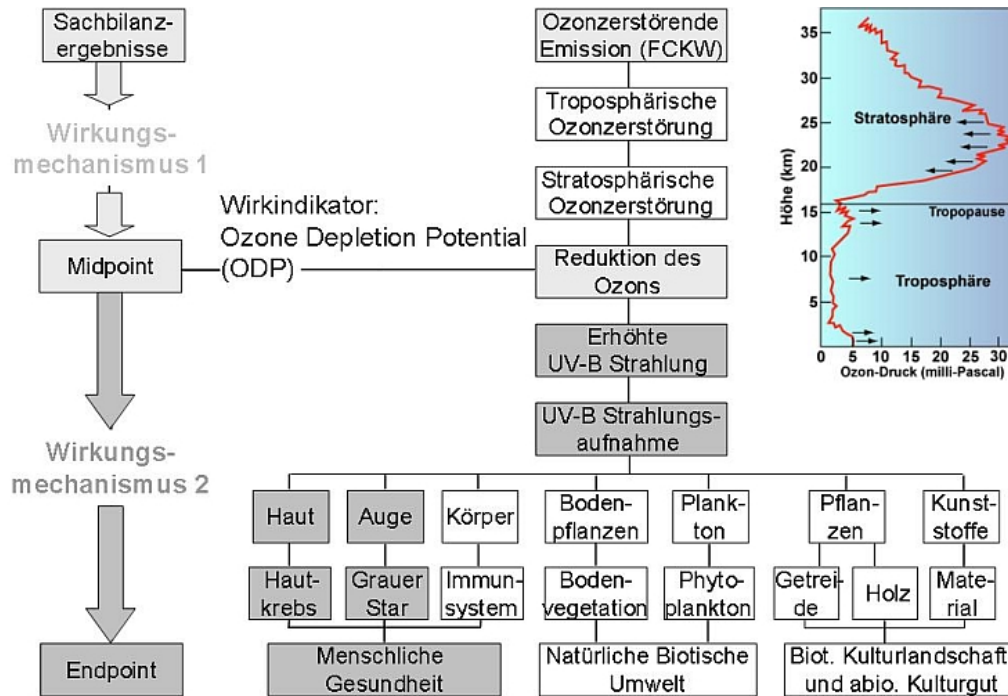 Sachbilanz-
ergebnisse
Wirkungs-
mechanismus 1
Midpoint
Wirkungs-
mechanismus 2
Endpoint
Wirkindikator:
Ozone Depletion Potential
(ODP)
Ozonzerstörende
Emission (FCKW)
Troposphärische
Ozonzerstörung
Stratosphärische
Ozonzerstörung
Reduktion des
Ozons
Erhöhte
UV-B Strahlung
UV-B Strahlungs-
aufnahme
Haut
Auge
Körper
Boden-
pflanzen
Plank-
ton
Pflan-
zen
Kunst-
stoffe
Haut-
krebs
Grauer
Star
Immun-
system
Boden-
vegetation
Phyto-
plankton
Getrei-
de
Holz
Mate-
rial
Menschliche
Gesundheit
Natürliche Biotische
Umwelt
Biot. Kulturlandschaft
und abio. Kulturgut
Höhe (km)
35
30
25
20
15
10
5
Stratosphäre
Tropopause
Troposphäre
0 5 10 15 20 25 30
Ozon-Druck (milli-Pascal)